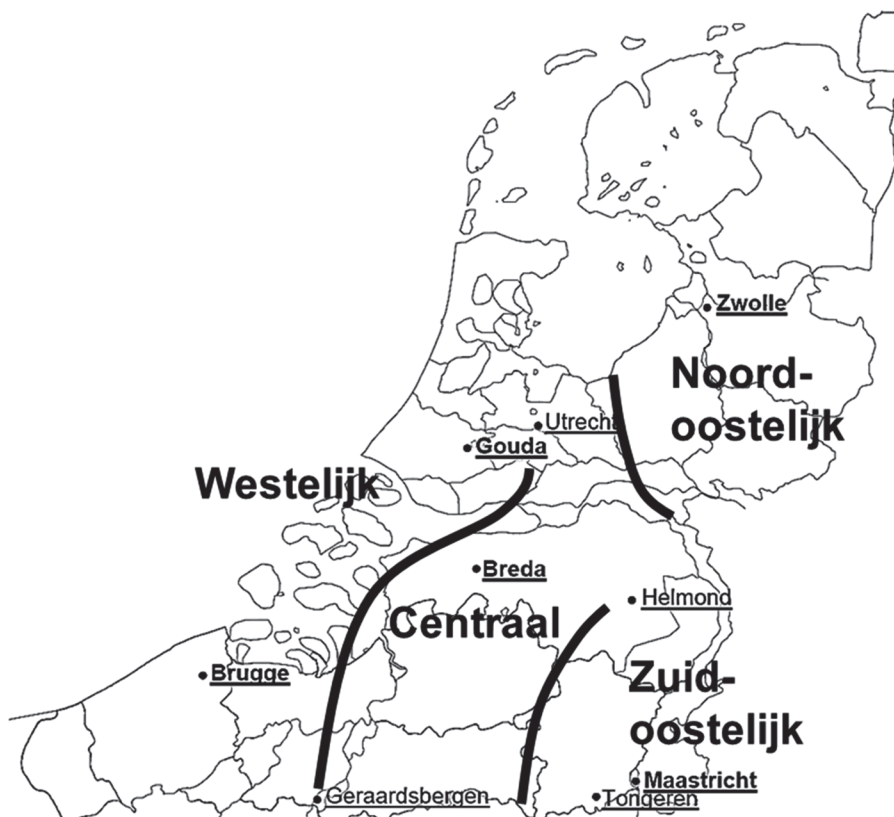 Zwolle
Noord-
oostelijk
Utrecht
Gouda
Westelijk
Breda
Helmond
Centraal
Brugge
Zuid-
oostelijk
Maastricht
Geraardsbergen
Tongeren